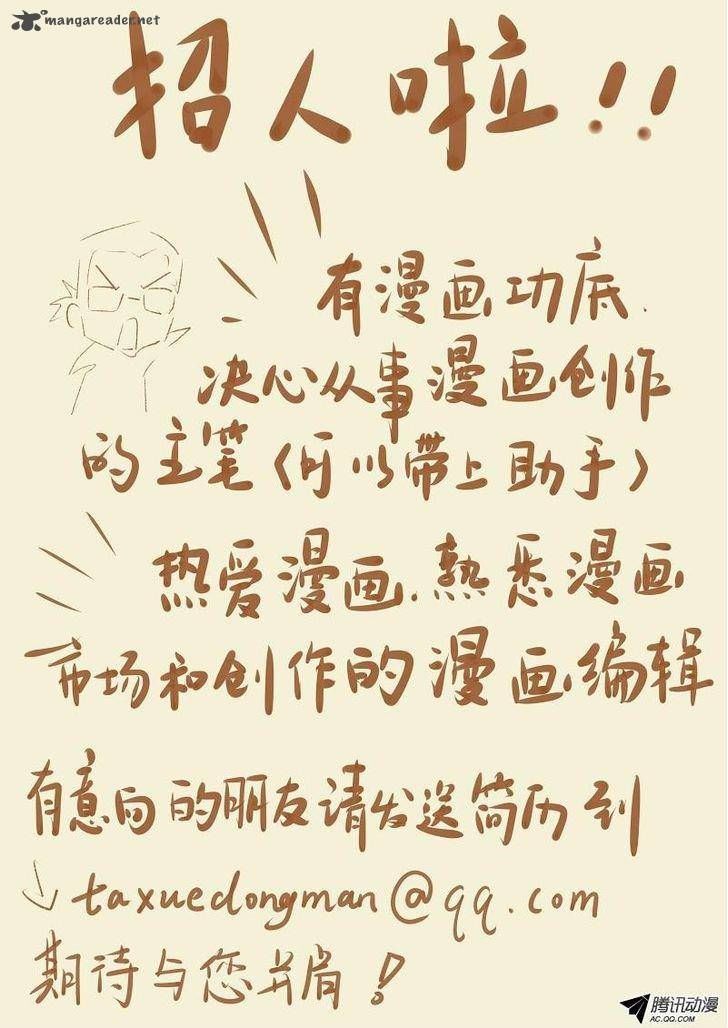 mangareader.net
招人啦!!
有漫画功底、
决心从事漫画创作
的主笔(可以带上助手)
热爱漫画、熟悉漫画
市场和创作的漫画编辑
有意向的朋友请发送简历到
↓taxuedongman@qq.com
期待与您并肩!
腾讯动漫
AC.QQ.COM